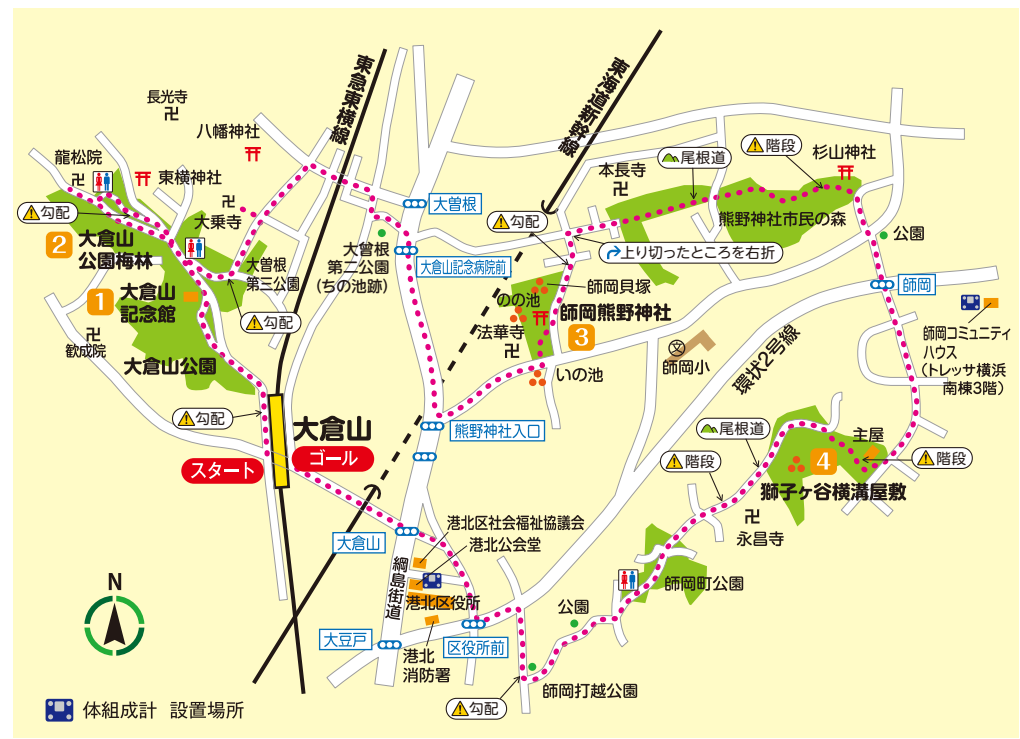 東急東横線
東海道新幹線
長光寺
八幡神社
龍松院
東横神社
勾配
大乗寺
2
大倉山
公園梅林
1
大倉山
記念館
大曽根
第三公園
勾配
歓成院
大倉山公園
勾配
スタート
大倉山
ゴール
大曽根
大曽根
第二公園
(ちの池跡)
大倉山記念病院前
勾配
本長寺
尾根道
階段
杉山神社
熊野神社市民の森
上り切ったところを右折
公園
師岡
師岡貝塚
のの池
師岡熊野神社
3
法華寺
いの池
師岡小
環状2号線
師岡コミュニティ
ハウス
(トレッサ横浜
南棟3階)
熊野神社入口
尾根道
主屋
階段
階段
4
獅子ヶ谷横溝屋敷
永昌寺
大倉山
港北区社会福祉協議会
港北公会堂
綱島街道
港北区役所
師岡町公園
公園
大豆戸
区役所前
港北
消防署
師岡打越公園
勾配
N
体組成計 設置場所